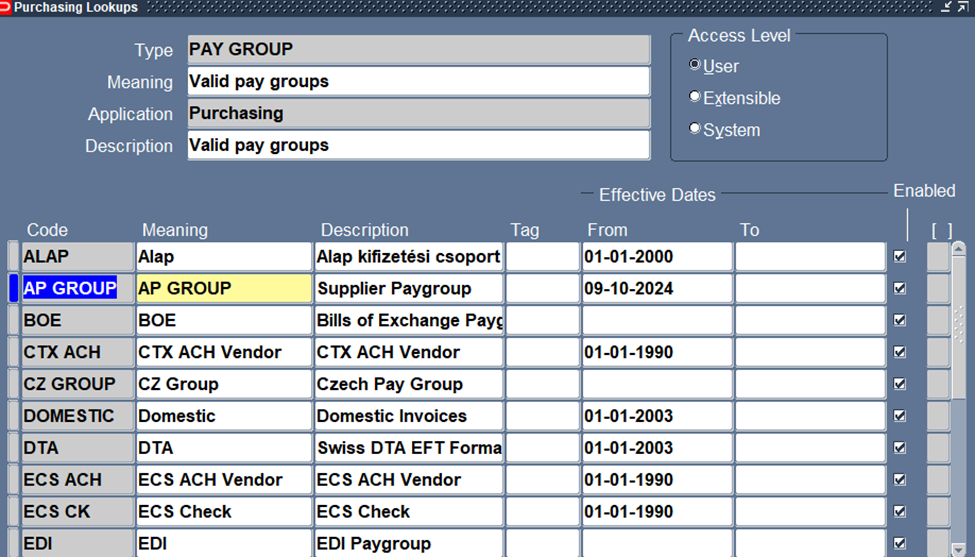 Purchasing Lookups
Type PAY GROUP
Meaning Valid pay groups
Application Purchasing
Description Valid pay groups
Access Level
User
Extensible
System
Effective Dates Enabled
Code Meaning Description Tag From To [ ]
ALAP Alap Alap kifizetési csoport 01-01-2000
AP GROUP AP GROUP Supplier Paygroup 09-10-2024
BOE BOE Bills of Exchange Payg
CTX ACH CTX ACH Vendor CTX ACH Vendor 01-01-1990
CZ GROUP CZ Group Czech Pay Group
DOMESTIC Domestic Domestic Invoices 01-01-2003
DTA DTA Swiss DTA EFT Forma 01-01-2003
ECS ACH ECS ACH Vendor ECS ACH Vendor 01-01-1990
ECS CK ECS Check ECS Check 01-01-1990
EDI EDI EDI Paygroup